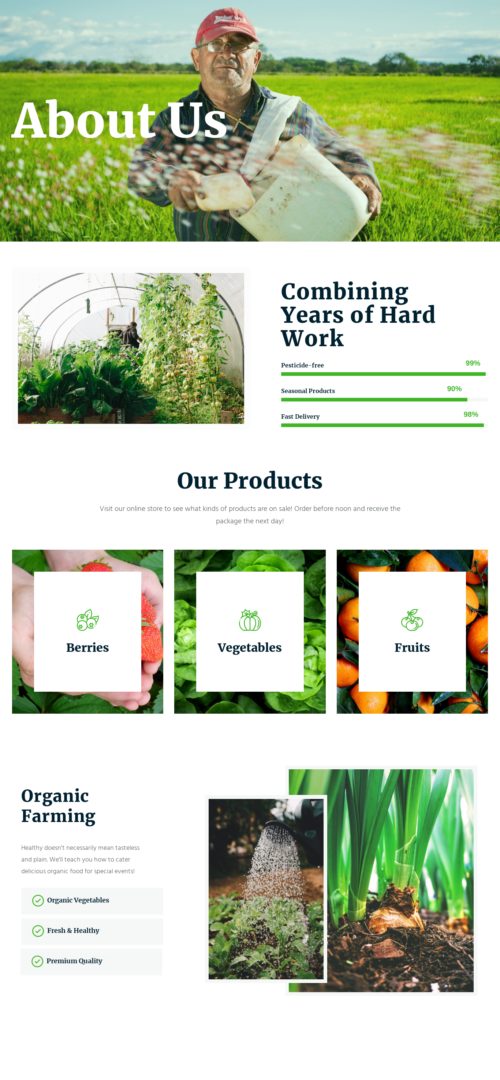 About Us
Combining
Years of Hard
Work
Pesticide-free 99%
Seasonal Products 90%
Fast Delivery 98%
Our Products
Visit our online store to see what kinds of products are on sale! Order before noon and receive the
package the next day!
Berries
Vegetables
Fruits
Organic
Farming
Healthy doesn't necessarily mean tasteless
and plain. We'll teach you how to cater
delicious organic food for special events!
Organic Vegetables
Fresh & Healthy
Premium Quality